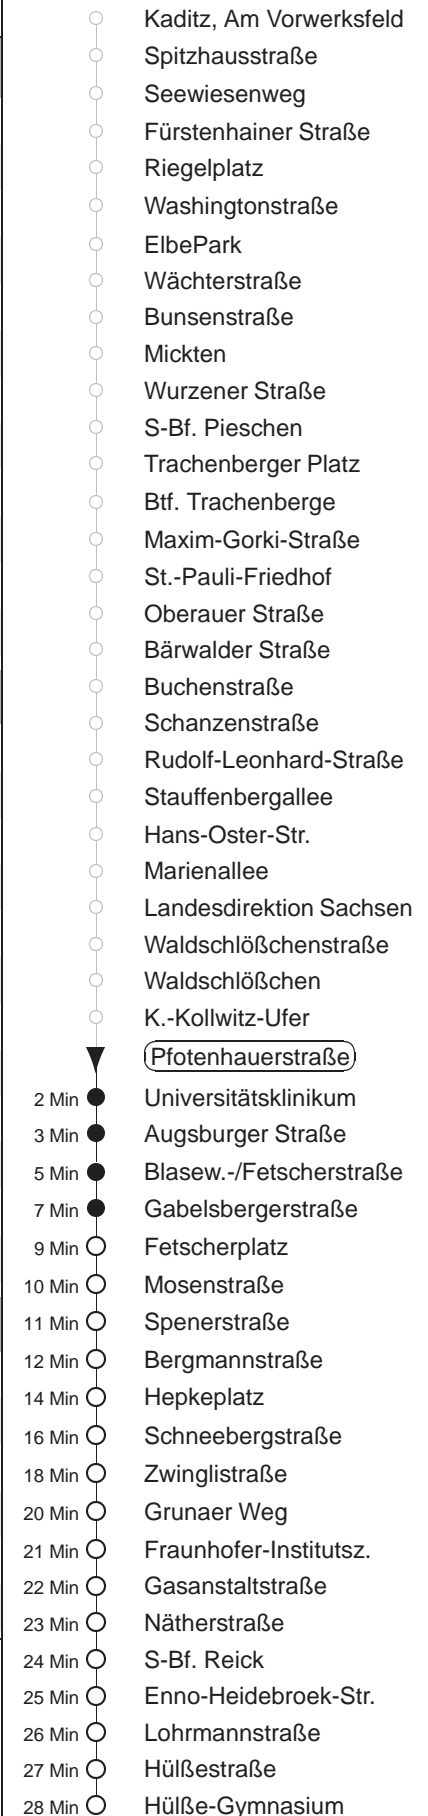 Kaditz, Am Vorwerksfeld
Spitzhausstraße
Seewiesenweg
Fürstenhainer Straße
Riegelplatz
Washingtonstraße
ElbePark
Wächterstraße
Bunsenstraße
Mickten
Wurzener Straße
S-Bf. Pieschen
Trachenberger Platz
Btf. Trachenberge
Maxim-Gorki-Straße
St.-Pauli-Friedhof
Oberauer Straße
Bärwalder Straße
Buchenstraße
Schanzenstraße
Rudolf-Leonhard-Straße
Stauffenbergallee
Hans-Oster-Str.
Marienallee
Landesdirektion Sachsen
Waldschlößchenstraße
Waldschlößchen
K.-Kollwitz-Ufer
Pfotenhauerstraße
2 Min Universitätsklinikum
3 Min Augsburger Straße
5 Min Blasew.-/Fetscherstraße
7 Min Gabelsbergerstraße
9 Min Fetscherplatz
10 Min Mosenstraße
11 Min Spenerstraße
12 Min Bergmannstraße
14 Min Hepkeplatz
16 Min Schneebergstraße
18 Min Zwinglistraße
20 Min Grunaer Weg
21 Min Fraunhofer-Institutsz.
22 Min Gasanstaltstraße
23 Min Nätherstraße
24 Min S-Bf. Reick
25 Min Enno-Heidebroek-Str.
26 Min Lohrmannstraße
27 Min Hülßestraße
28 Min Hülße-Gymnasium